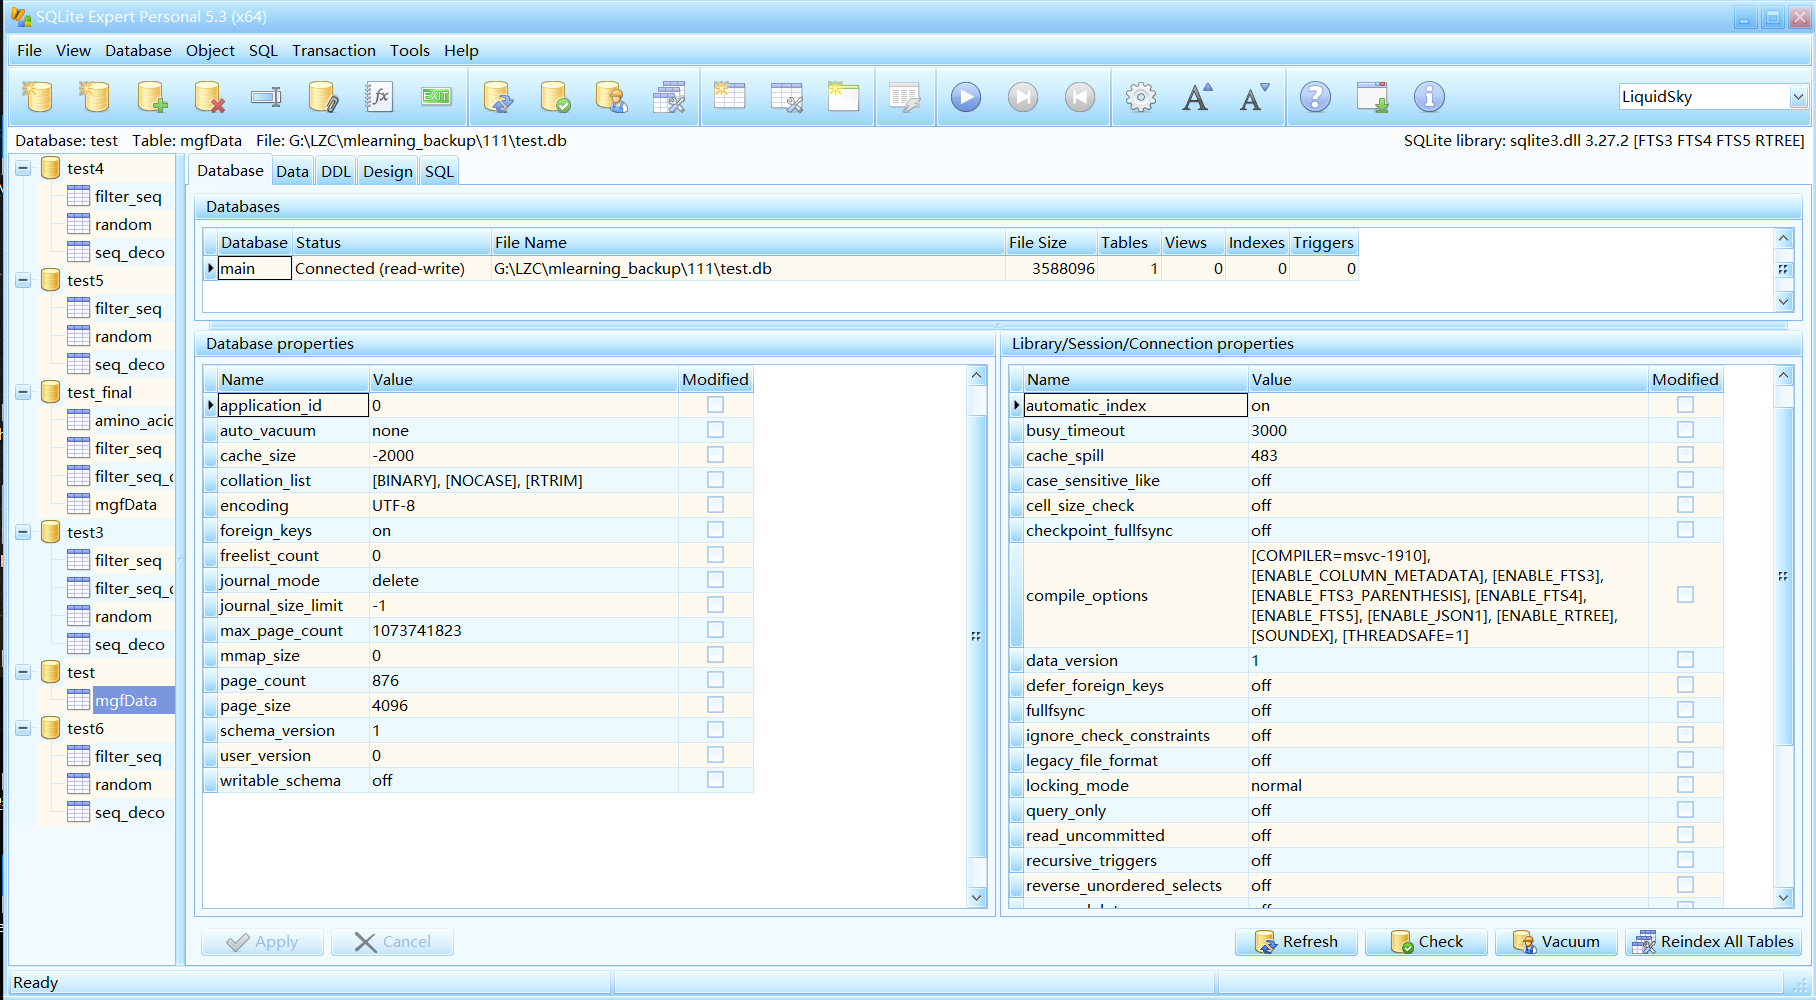 SQLite Expert Personal 5.3 (x64)
File View Database Object SQL Transaction Tools Help
fx EXIT A A ? i LiquidSky
Database: test Table: mgfData File: G:\LZC\mlearning_backup\111\test.db SQLite library: sqlite3.dll 3.27.2 [FTS3 FTS4 FTS5 RTREE]
test4
filter_seq
random
seq_deco
test5
filter_seq
random
seq_deco
test_final
amino_acid
filter_seq
filter_seq_
mgfData
test3
filter_seq
filter_seq_
random
seq_deco
test
mgfData
test6
filter_seq
random
seq_deco
Database Data DDL Design SQL
Databases
Database Status File Name File Size Tables Views Indexes Triggers
main Connected (read-write) G:\LZC\mlearning_backup\111\test.db 3588096 1 0 0 0
Database properties
Name Value Modified
application_id 0
auto_vacuum none
cache_size -2000
collation_list [BINARY], [NOCASE], [RTRIM]
encoding UTF-8
foreign_keys on
freelist_count 0
journal_mode delete
journal_size_limit -1
max_page_count 1073741823
mmap_size 0
page_count 876
page_size 4096
schema_version 1
user_version 0
writable_schema off
Library/Session/Connection properties
Name Value Modified
automatic_index on
busy_timeout 3000
cache_spill 483
case_sensitive_like off
cell_size_check off
checkpoint_fullfsync off
compile_options [COMPILER=msvc-1910],
[ENABLE_COLUMN_METADATA], [ENABLE_FTS3],
[ENABLE_FTS3_PARENTHESIS], [ENABLE_FTS4],
[ENABLE_FTS5], [ENABLE_JSON1], [ENABLE_RTREE],
[SOUNDEX], [THREADSAFE=1]
data_version 1
defer_foreign_keys off
fullfsync off
ignore_check_constraints off
legacy_file_format off
locking_mode normal
query_only off
read_uncommitted off
recursive_triggers off
reverse_unordered_selects off
Apply Cancel Refresh Check Vacuum Reindex All Tables
Ready